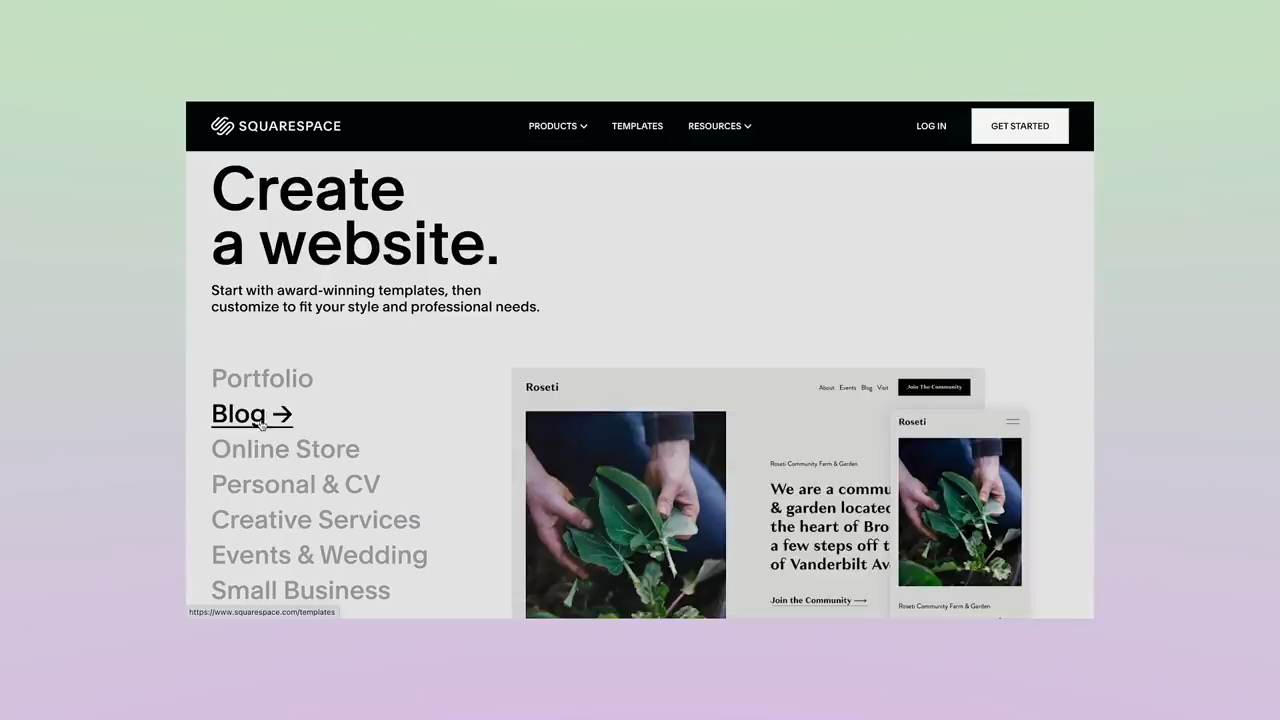 SQUARESPACE
PRODUCTS
TEMPLATES
RESOURCES
LOG IN
GET STARTED
Create
a website.
Start with award-winning templates, then
customize to fit your style and professional needs.
Portfolio
Blog →
Online Store
Personal & CV
Creative Services
Events & Wedding
Small Business
https://www.squarespace.com/templates
Roseti
About Events Blog Visit
Join The Community
Roseti Community Farm & Garden
We are a commu
& garden located
the heart of Bro
a few steps off t
of Vanderbilt Av
Join the Community →
Roseti
Roseti Community Farm & Garden